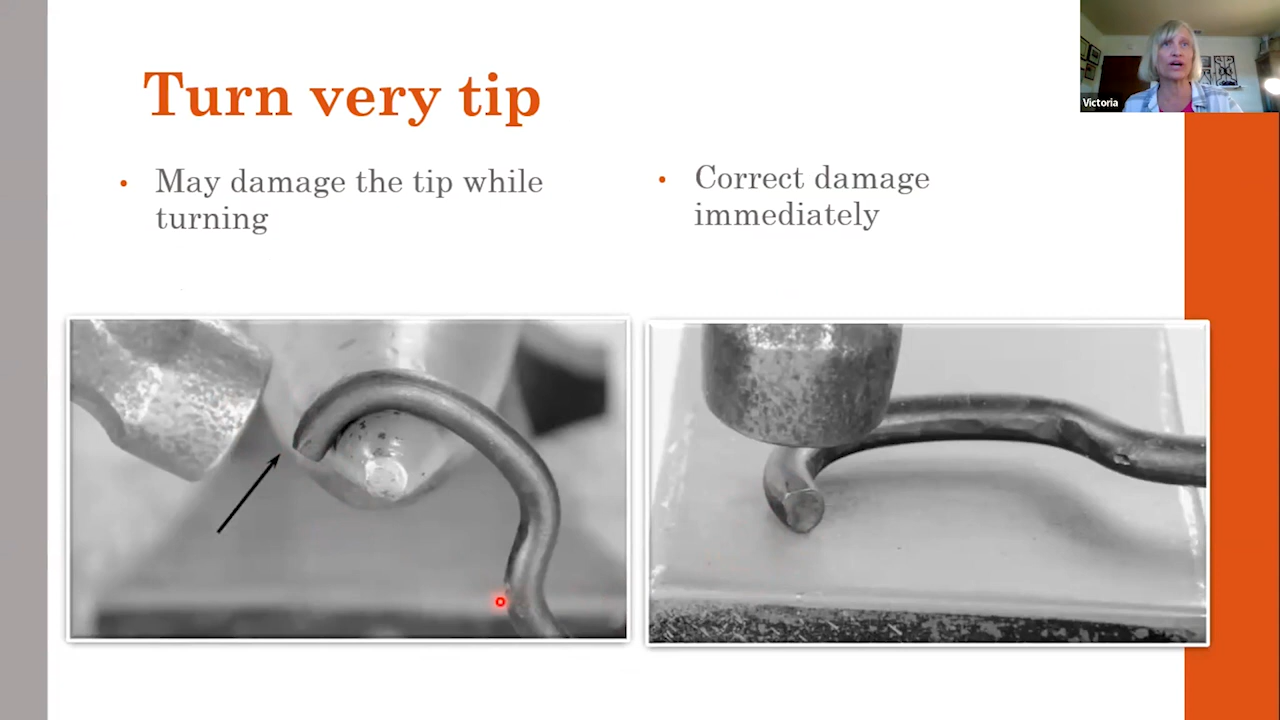 Turn very tip
May damage the tip while
turning
Correct damage
immediately
Victoria